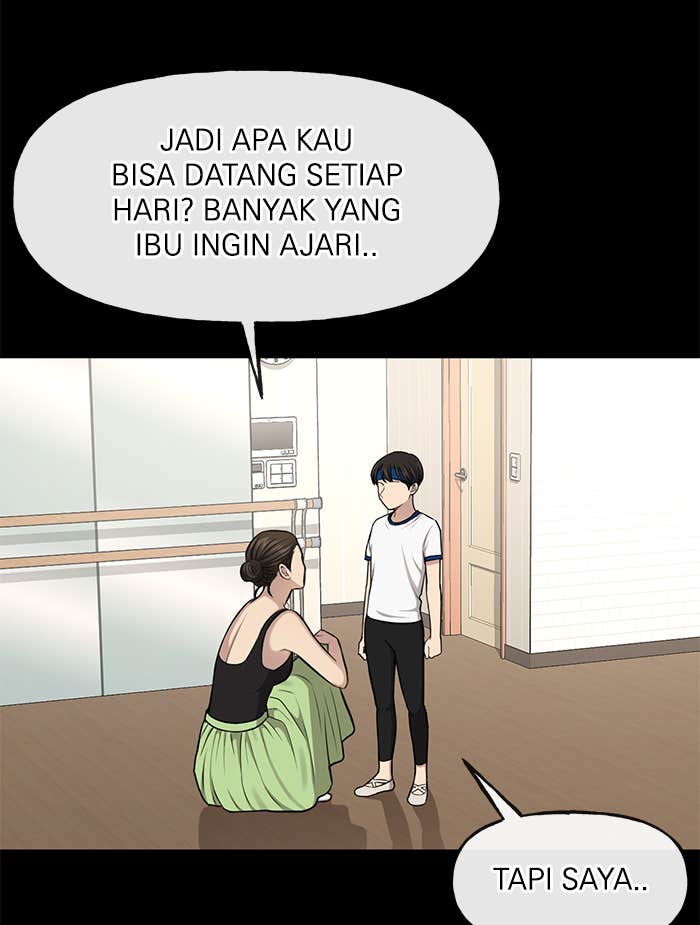 JADI APA KAU
BISA DATANG SETIAP
HARI? BANYAK YANG
IBU INGIN AJARI..
TAPI SAYA..